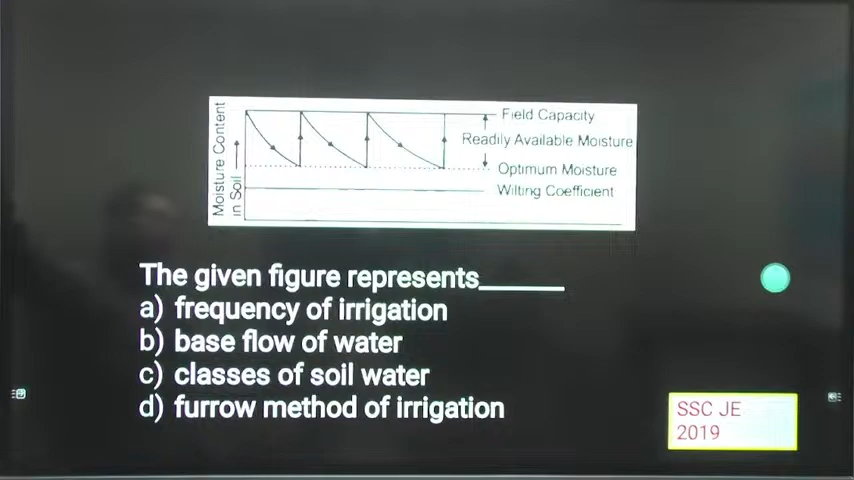 Moisture Content
in Soil
Field Capacity
Readily Available Moisture
Optimum Moisture
Wilting Coefficient
The given figure represents______
a) frequency of irrigation
b) base flow of water
c) classes of soil water
d) furrow method of irrigation
SSC JE
2019